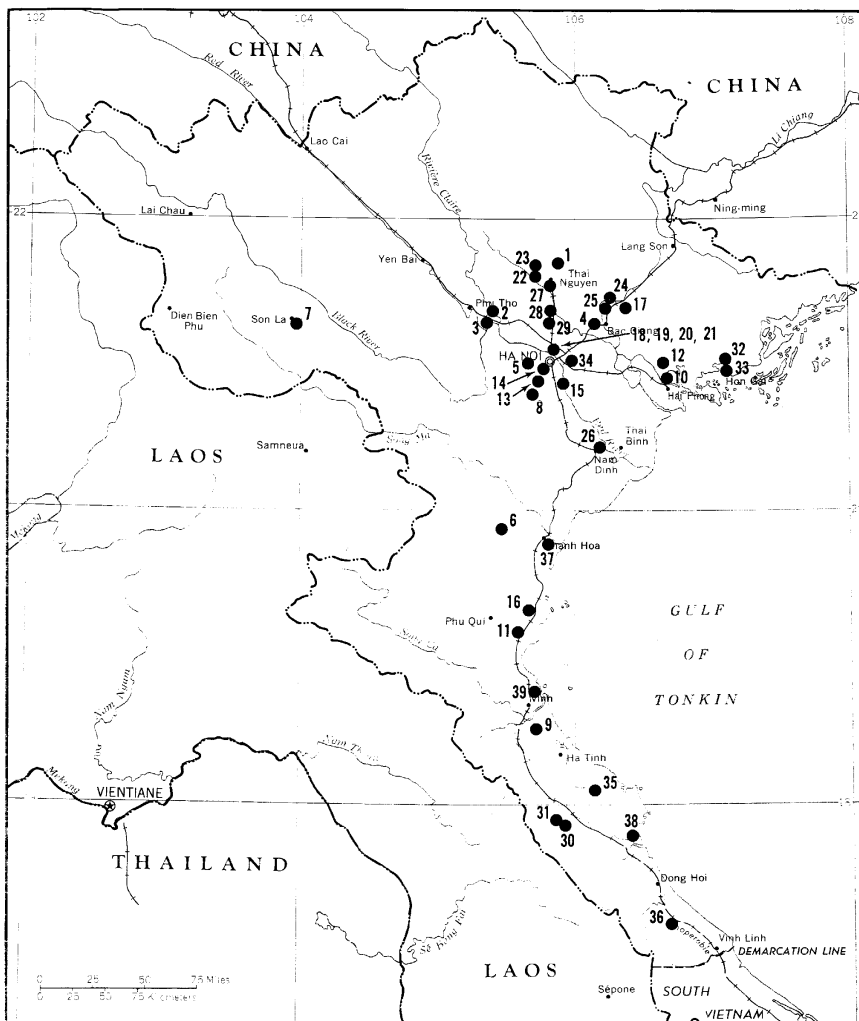 102
104
106
108
CHINA
CHINA
Red River
Lao Cai
Rivière Claire
Li Chiang
22
Lai Chau
Ning-ming
Lang Son
Yen Bai
23
1
22
Thai
Nguyen
27
24
25
17
Phu Tho
2
28
3
29
4
Bac Giang
Dien Bien
Phu
Son La
7
Black River
18, 19, 20, 21
HA NOI
34
5
12
32
14
10
33
Hon Gai
13
15
Hai Phong
8
26
Thai
Binh
Nam
Dinh
Samneua
Song Ma
LAOS
Mekong
6
37
16
Phu Qui
11
GULF
OF
TONKIN
39
9
Ha Tinh
35
Mekong
VIENTIANE
31
30
38
THAILAND
Dong Hoi
36
Vinh Linh
DEMARCATION LINE
LAOS
Sépone
SOUTH
VIETNAM
0 25 50 75 Miles
0 25 50 75 Kilometers